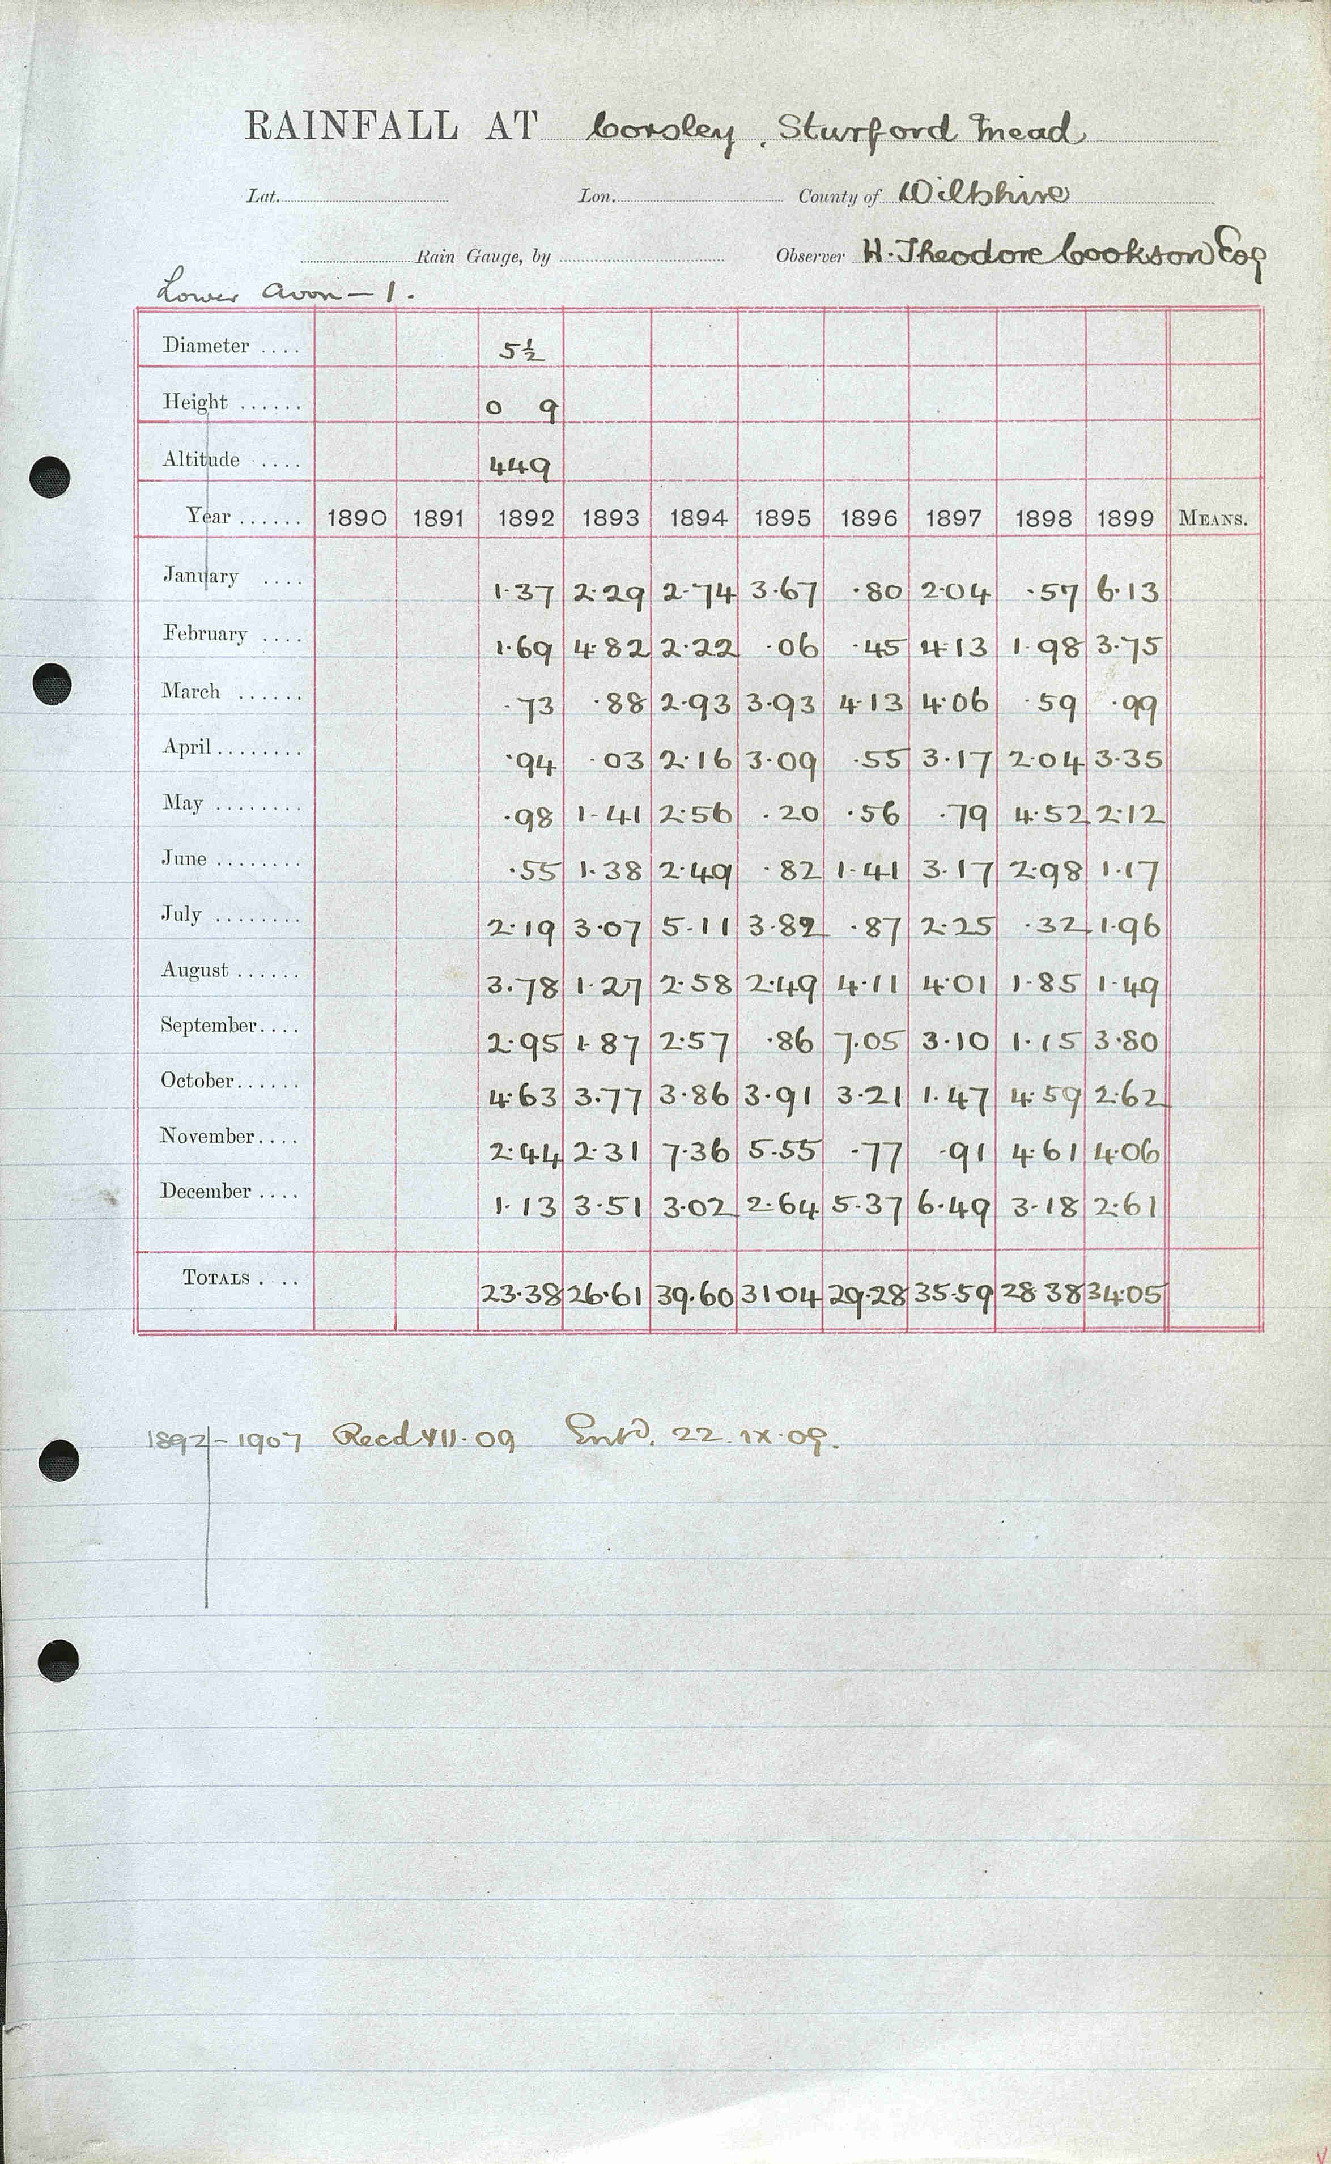 RAINFALL AT Corsley, Sturford Mead
Lat. Lon. County of Wiltshire
Rain Gauge, by Observer H. Theodore Cookson Esq
Lower Avon — 1.
Diameter .... 5½
Height ...... 0 9
Altitude .... 449
Year ...... 1890 1891 1892 1893 1894 1895 1896 1897 1898 1899 MEANS.
January .... 1·37 2·29 2·74 3·67 ·80 2·04 ·57 6·13
February .... 1·69 4·82 2·22 ·06 ·45 4·13 1·98 3·75
March ...... ·73 ·88 2·93 3·93 4·13 4·06 ·59 ·99
April ........ ·94 ·03 2·16 3·09 ·55 3·17 2·04 3·35
May ........ ·98 1·41 2·56 ·20 ·56 ·79 4·52 2·12
June ........ ·55 1·38 2·49 ·82 1·41 3·17 2·98 1·17
July ........ 2·19 3·07 5·11 3·82 ·87 2·25 ·32 1·96
August ...... 3·78 1·27 2·58 2·49 4·11 4·01 1·85 1·49
September.... 2·95 1·87 2·57 ·86 7·05 3·10 1·15 3·80
October...... 4·63 3·77 3·86 3·91 3·21 1·47 4·59 2·62
November.... 2·44 2·31 7·36 5·55 ·77 ·91 4·61 4·06
December .... 1·13 3·51 3·02 2·64 5·37 6·49 3·18 2·61
TOTALS . .. 23·38 26·61 39·60 31·04 29·28 35·59 28·38 34·05
1892 – 1907 Recd VII·09 Entd. 22·IX·09.